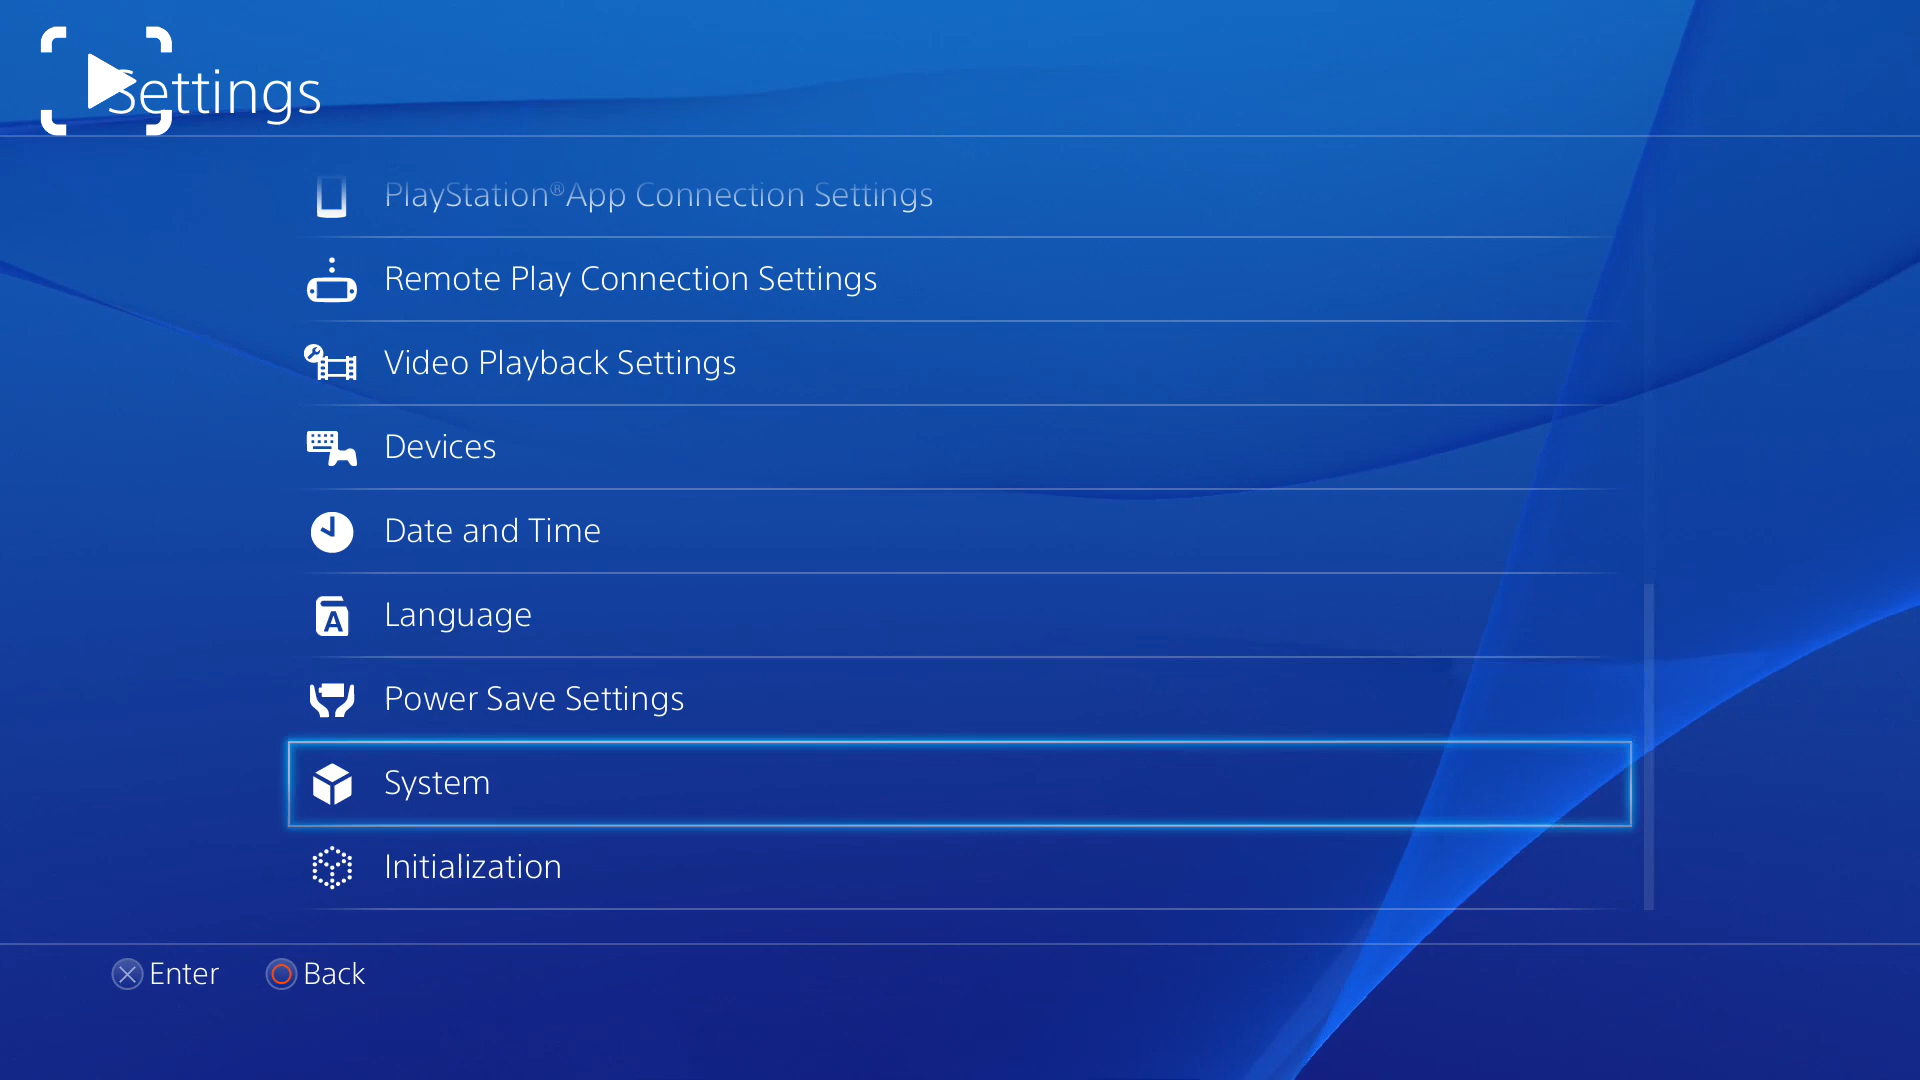 Settings
PlayStation®App Connection Settings
Remote Play Connection Settings
Video Playback Settings
Devices
Date and Time
Language
Power Save Settings
System
Initialization
Enter Back